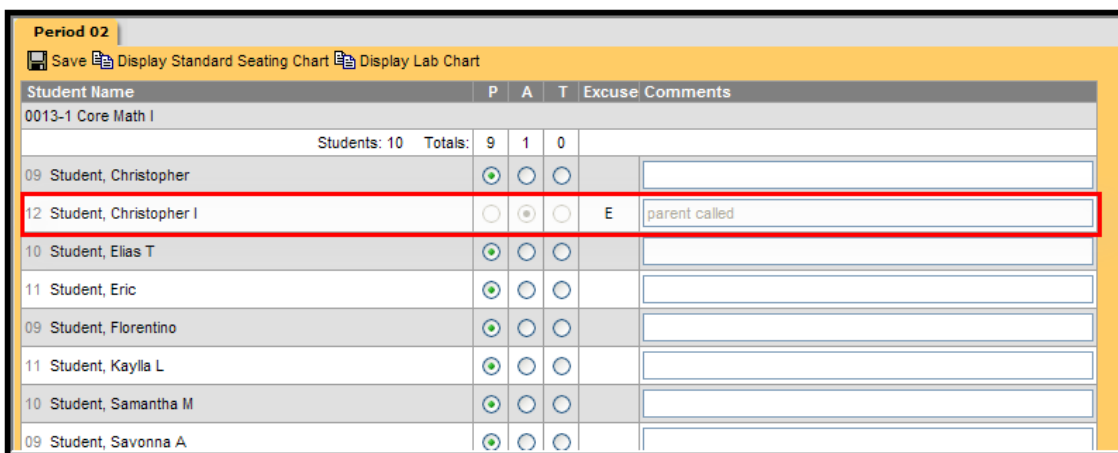 Period 02
Save Display Standard Seating Chart Display Lab Chart
Student Name P A T Excuse Comments
0013-1 Core Math I
Students: 10 Totals: 9 1 0
09 Student, Christopher
12 Student, Christopher I E parent called
10 Student, Elias T
11 Student, Eric
09 Student, Florentino
11 Student, Kaylla L
10 Student, Samantha M
09 Student, Savonna A